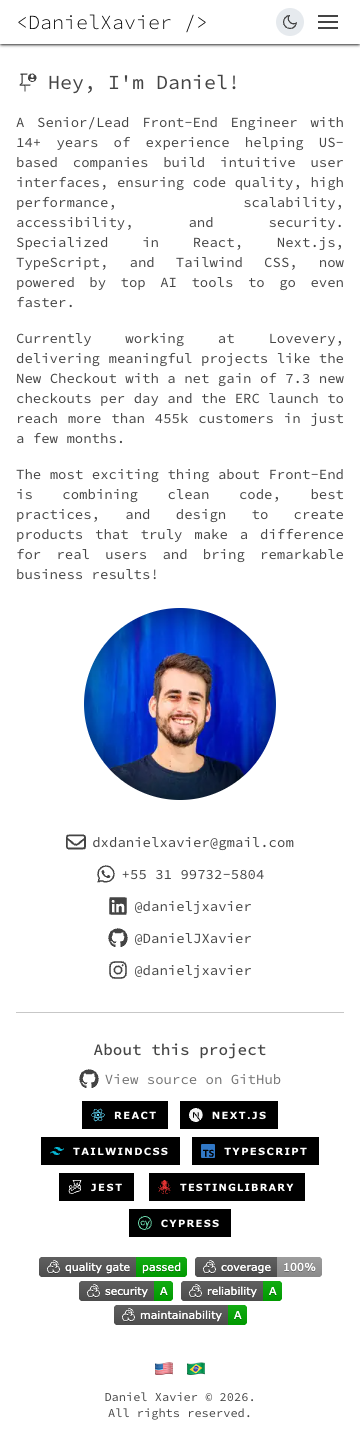 <DanielXavier />
Hey, I'm Daniel!
A Senior/Lead Front-End Engineer with
14+ years of experience helping US-
based companies build intuitive user
interfaces, ensuring code quality, high
performance, scalability,
accessibility, and security.
Specialized in React, Next.js,
TypeScript, and Tailwind CSS, now
powered by top AI tools to go even
faster.
Currently working at Lovevery,
delivering meaningful projects like the
New Checkout with a net gain of 7.3 new
checkouts per day and the ERC launch to
reach more than 455k customers in just
a few months.
The most exciting thing about Front-End
is combining clean code, best
practices, and design to create
products that truly make a difference
for real users and bring remarkable
business results!
dxdanielxavier@gmail.com
+55 31 99732-5804
@danieljxavier
@DanielJXavier
@danieljxavier
About this project
View source on GitHub
REACT NEXT.JS
TAILWINDCSS TS TYPESCRIPT
JEST TESTINGLIBRARY
cy CYPRESS
quality gate passed coverage 100%
security A reliability A
maintainability A
Daniel Xavier © 2026.
All rights reserved.